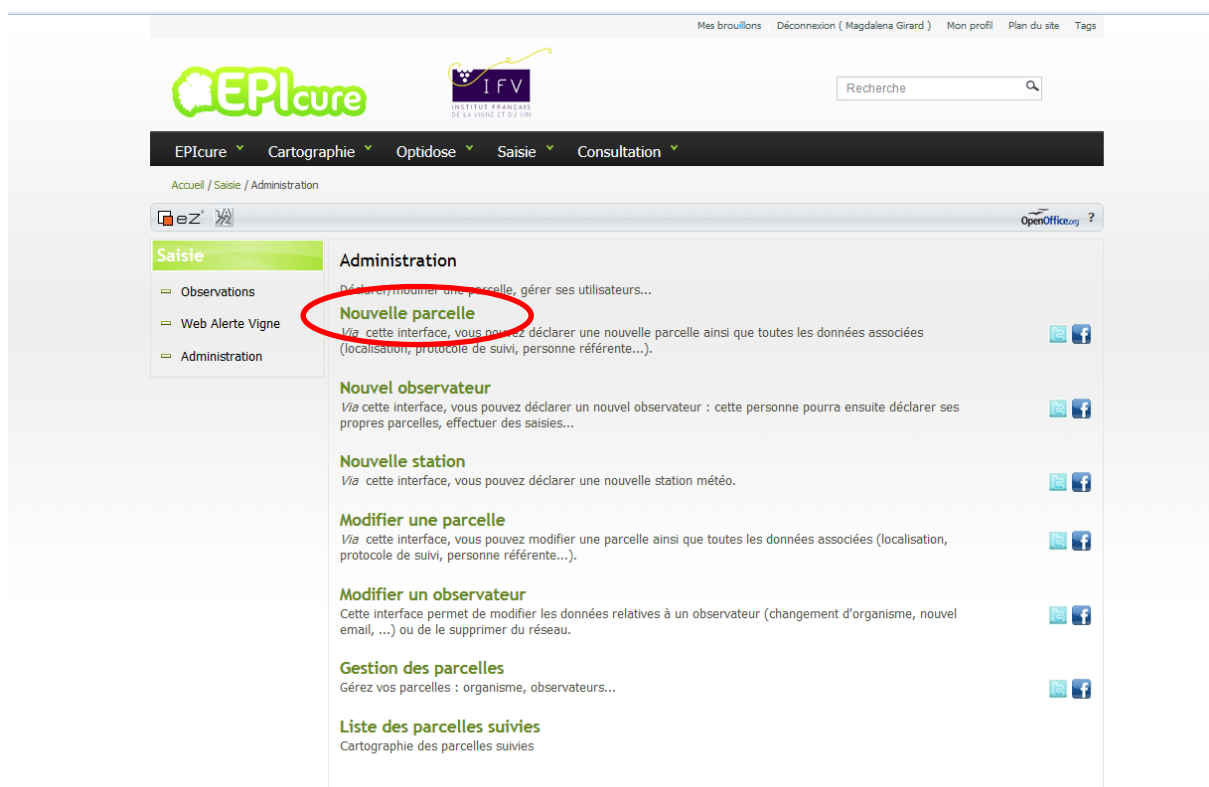 Mes brouillons Déconnexion ( Magdalena Girard ) Mon profil Plan du site Tags
EPIcure
IFV
INSTITUT FRANÇAIS
DE LA VIGNE ET DU VIN
Recherche
EPIcure Cartographie Optidose Saisie Consultation
Accueil / Saisie / Administration
eZ
OpenOffice.org ?
Saisie
Observations
Web Alerte Vigne
Administration
Administration
Déclarer/modifier une parcelle, gérer ses utilisateurs...
Nouvelle parcelle
Via cette interface, vous pouvez déclarer une nouvelle parcelle ainsi que toutes les données associées
(localisation, protocole de suivi, personne référente...).
Nouvel observateur
Via cette interface, vous pouvez déclarer un nouvel observateur : cette personne pourra ensuite déclarer ses
propres parcelles, effectuer des saisies...
Nouvelle station
Via cette interface, vous pouvez déclarer une nouvelle station météo.
Modifier une parcelle
Via cette interface, vous pouvez modifier une parcelle ainsi que toutes les données associées (localisation,
protocole de suivi, personne référente...).
Modifier un observateur
Cette interface permet de modifier les données relatives à un observateur (changement d'organisme, nouvel
email, ...) ou de le supprimer du réseau.
Gestion des parcelles
Gérez vos parcelles : organisme, observateurs...
Liste des parcelles suivies
Cartographie des parcelles suivies